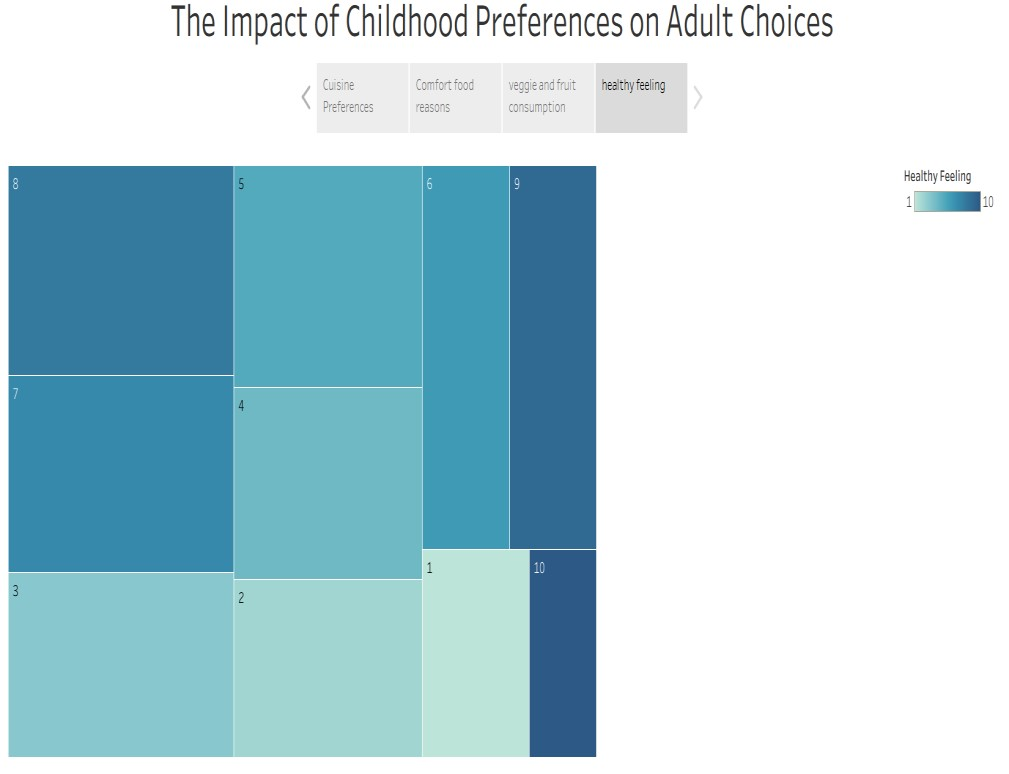 The Impact of Childhood Preferences on Adult Choices
Cuisine
Preferences
Comfort food
reasons
veggie and fruit
consumption
healthy feeling
8
5
6
9
7
4
3
2
1
10
Healthy Feeling
1
10